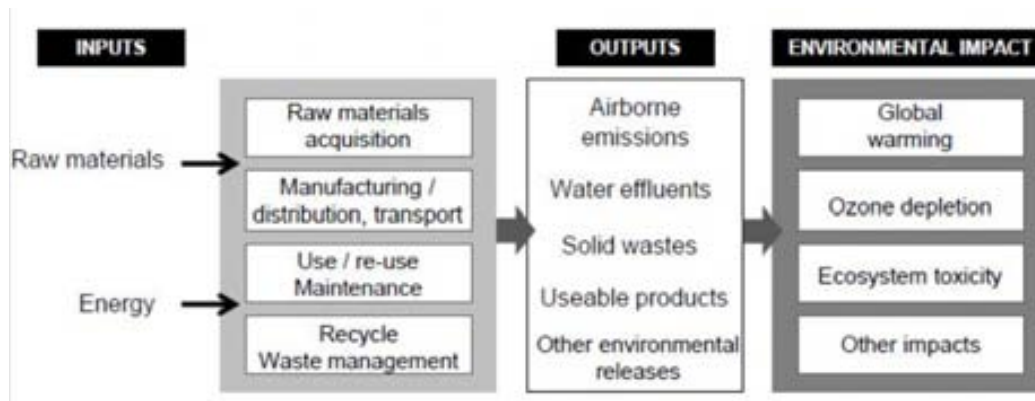 INPUTS
Raw materials
Energy
Raw materials
acquisition
Manufacturing /
distribution, transport
Use / re-use
Maintenance
Recycle
Waste management
OUTPUTS
Airborne
emissions
Water effluents
Solid wastes
Useable products
Other environmental
releases
ENVIRONMENTAL IMPACT
Global
warming
Ozone depletion
Ecosystem toxicity
Other impacts